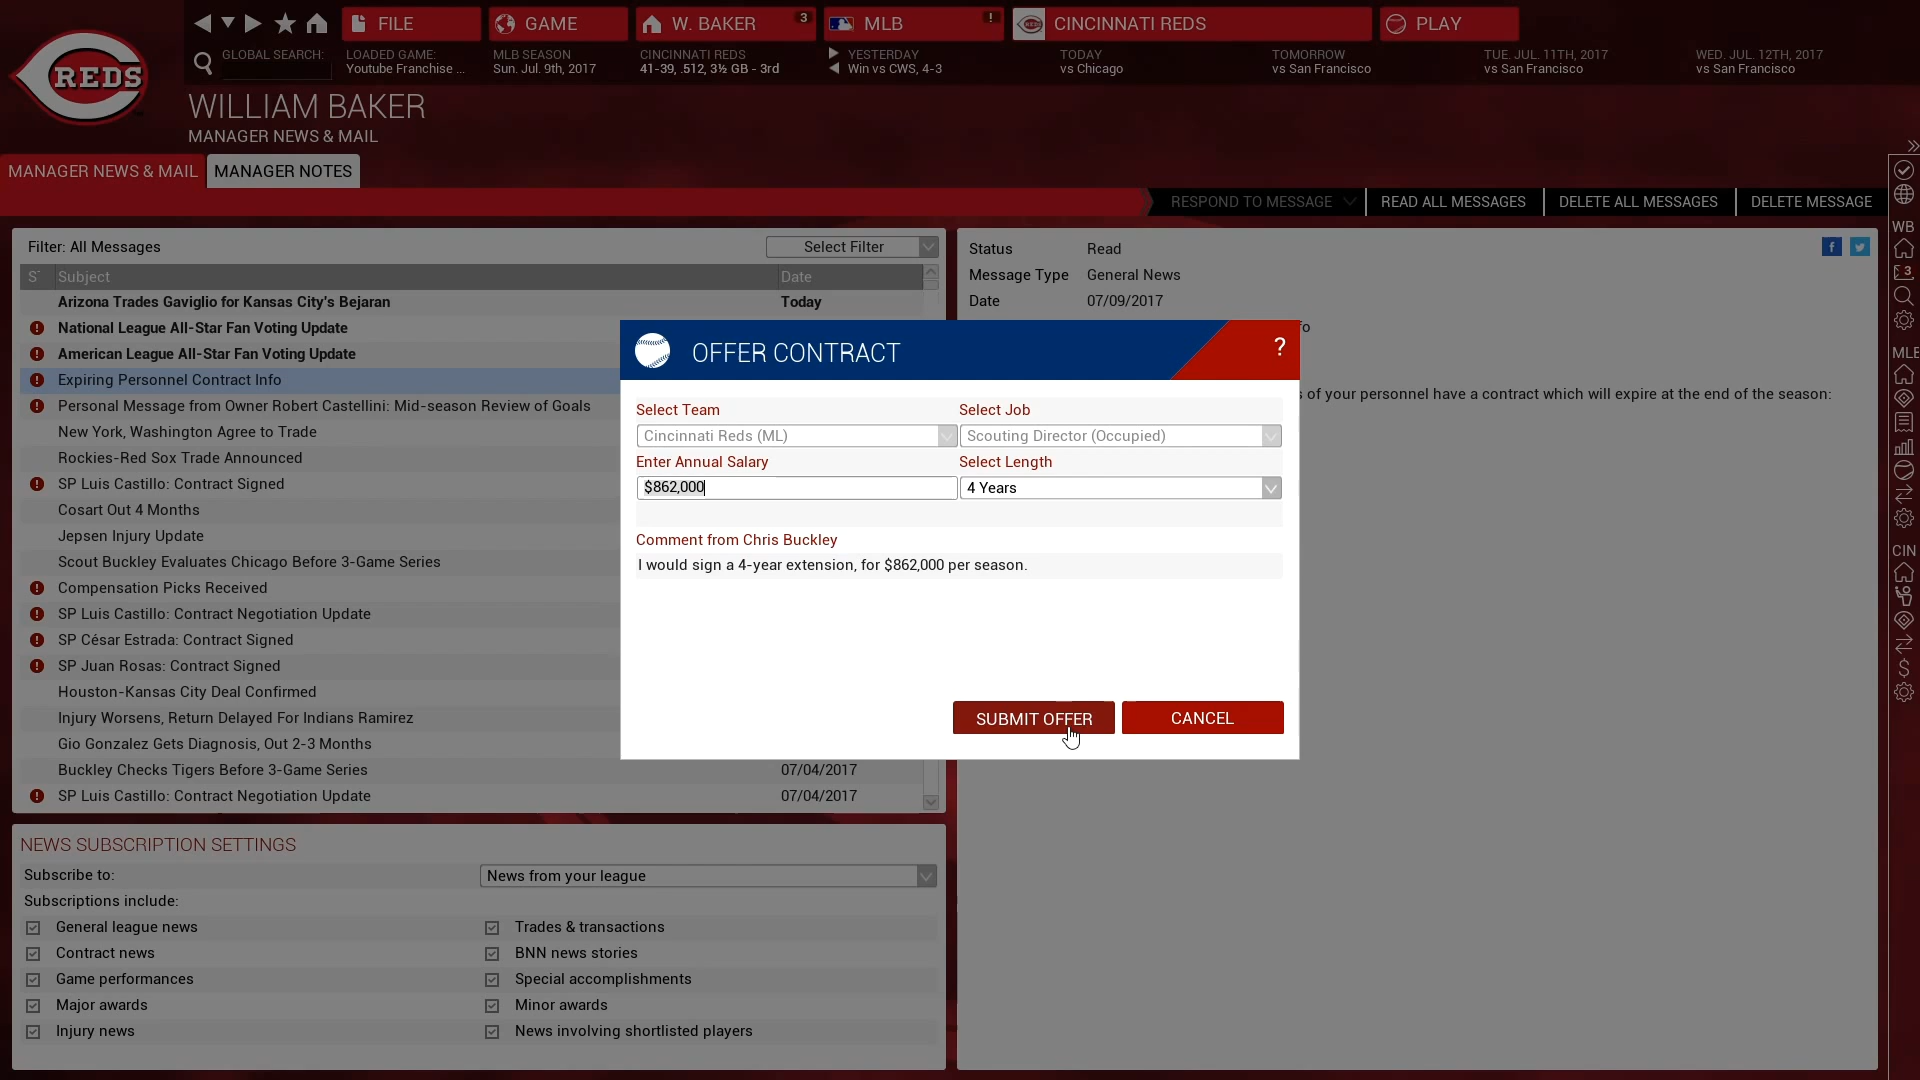 FILE
GAME
W. BAKER 3
MLB !
REDS CINCINNATI REDS
PLAY
GLOBAL SEARCH:
LOADED GAME:
Youtube Franchise ...
MLB SEASON
Sun. Jul. 9th, 2017
CINCINNATI REDS
41-39, .512, 3½ GB - 3rd
YESTERDAY
Win vs CWS, 4-3
TODAY
vs Chicago
TOMORROW
vs San Francisco
TUE. JUL. 11TH, 2017
vs San Francisco
WED. JUL. 12TH, 2017
vs San Francisco
REDS
WILLIAM BAKER
MANAGER NEWS & MAIL
MANAGER NEWS & MAIL
MANAGER NOTES
RESPOND TO MESSAGE
READ ALL MESSAGES
DELETE ALL MESSAGES
DELETE MESSAGE
Filter: All Messages
Select Filter
Subject Date
Arizona Trades Gaviglio for Kansas City's Bejaran Today
! National League All-Star Fan Voting Update
! American League All-Star Fan Voting Update
! Expiring Personnel Contract Info
! Personal Message from Owner Robert Castellini: Mid-season Review of Goals
New York, Washington Agree to Trade
Rockies-Red Sox Trade Announced
! SP Luis Castillo: Contract Signed
Cosart Out 4 Months
Jepsen Injury Update
Scout Buckley Evaluates Chicago Before 3-Game Series
! Compensation Picks Received
! SP Luis Castillo: Contract Negotiation Update
! SP César Estrada: Contract Signed
! SP Juan Rosas: Contract Signed
Houston-Kansas City Deal Confirmed
Injury Worsens, Return Delayed For Indians Ramirez
Gio Gonzalez Gets Diagnosis, Out 2-3 Months
Buckley Checks Tigers Before 3-Game Series 07/04/2017
! SP Luis Castillo: Contract Negotiation Update 07/04/2017
Status Read
Message Type General News
Date 07/09/2017
fo
s of your personnel have a contract which will expire at the end of the season:
OFFER CONTRACT ?
Select Team Select Job
Cincinnati Reds (ML) Scouting Director (Occupied)
Enter Annual Salary Select Length
$862,000 4 Years
Comment from Chris Buckley
I would sign a 4-year extension, for $862,000 per season.
SUBMIT OFFER CANCEL
NEWS SUBSCRIPTION SETTINGS
Subscribe to: News from your league
Subscriptions include:
General league news Trades & transactions
Contract news BNN news stories
Game performances Special accomplishments
Major awards Minor awards
Injury news News involving shortlisted players
WB
3
MLB
CIN
$